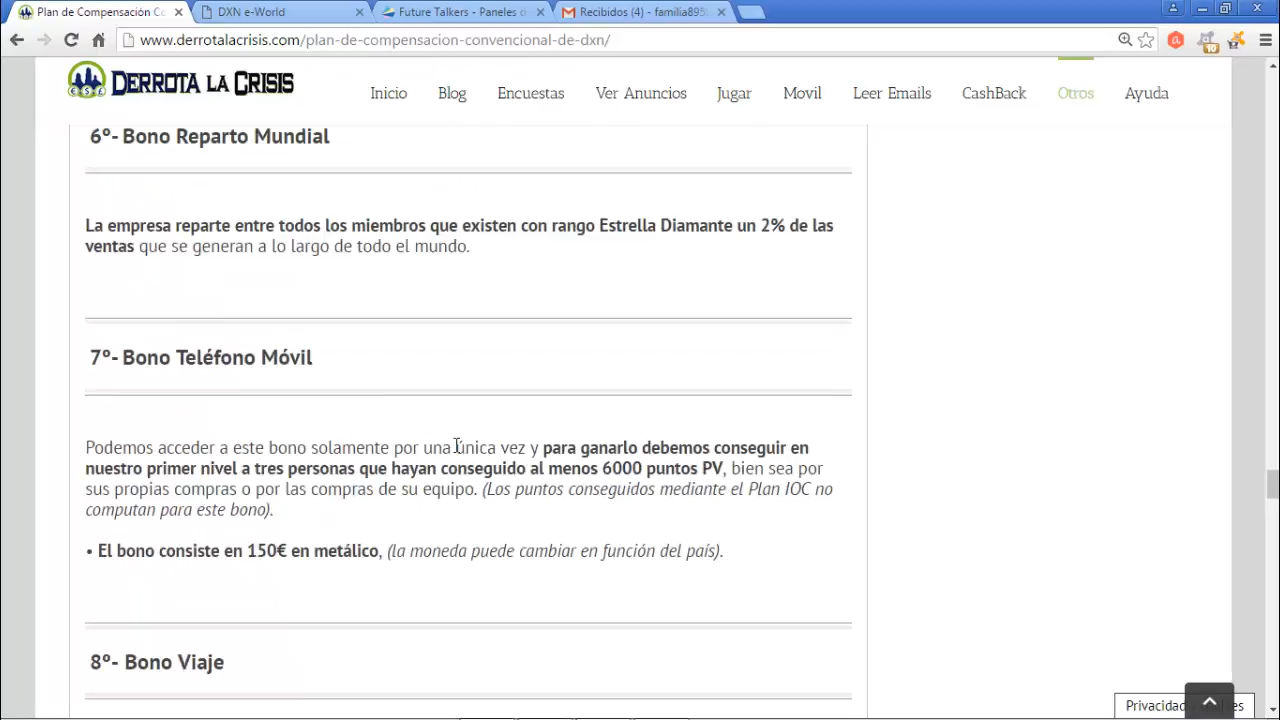 Plan de Compensación Co
DXN e-World
Future Talkers - Paneles d
Recibidos (4) - familia895
www.derrotalacrisis.com/plan-de-compensacion-convencional-de-dxn/
10
DERROTA LA CRISIS
Inicio Blog Encuestas Ver Anuncios Jugar Movil Leer Emails CashBack Otros Ayuda
6º- Bono Reparto Mundial
La empresa reparte entre todos los miembros que existen con rango Estrella Diamante un 2% de las
ventas que se generan a lo largo de todo el mundo.
7º- Bono Teléfono Móvil
Podemos acceder a este bono solamente por una única vez y para ganarlo debemos conseguir en
nuestro primer nivel a tres personas que hayan conseguido al menos 6000 puntos PV, bien sea por
sus propias compras o por las compras de su equipo. (Los puntos conseguidos mediante el Plan IOC no
computan para este bono).
• El bono consiste en 150€ en metálico, (la moneda puede cambiar en función del país).
8º- Bono Viaje
Privacidad